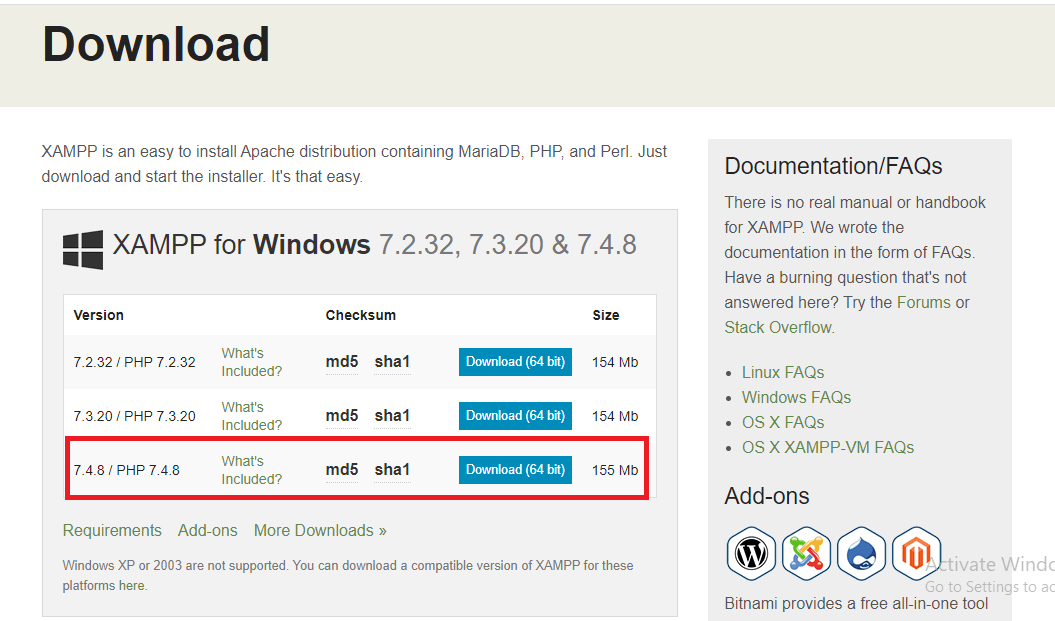 Download
XAMPP is an easy to install Apache distribution containing MariaDB, PHP, and Perl. Just
download and start the installer. It's that easy.
XAMPP for Windows 7.2.32, 7.3.20 & 7.4.8
Version Checksum Size
7.2.32 / PHP 7.2.32 What's Included? md5 sha1 Download (64 bit) 154 Mb
7.3.20 / PHP 7.3.20 What's Included? md5 sha1 Download (64 bit) 154 Mb
7.4.8 / PHP 7.4.8 What's Included? md5 sha1 Download (64 bit) 155 Mb
Requirements Add-ons More Downloads »
Windows XP or 2003 are not supported. You can download a compatible version of XAMPP for these
platforms here.
Documentation/FAQs
There is no real manual or handbook
for XAMPP. We wrote the
documentation in the form of FAQs.
Have a burning question that's not
answered here? Try the Forums or
Stack Overflow.
Linux FAQs
Windows FAQs
OS X FAQs
OS X XAMPP-VM FAQs
Add-ons
Activate Windo
Go to Settings to ac
Bitnami provides a free all-in-one tool